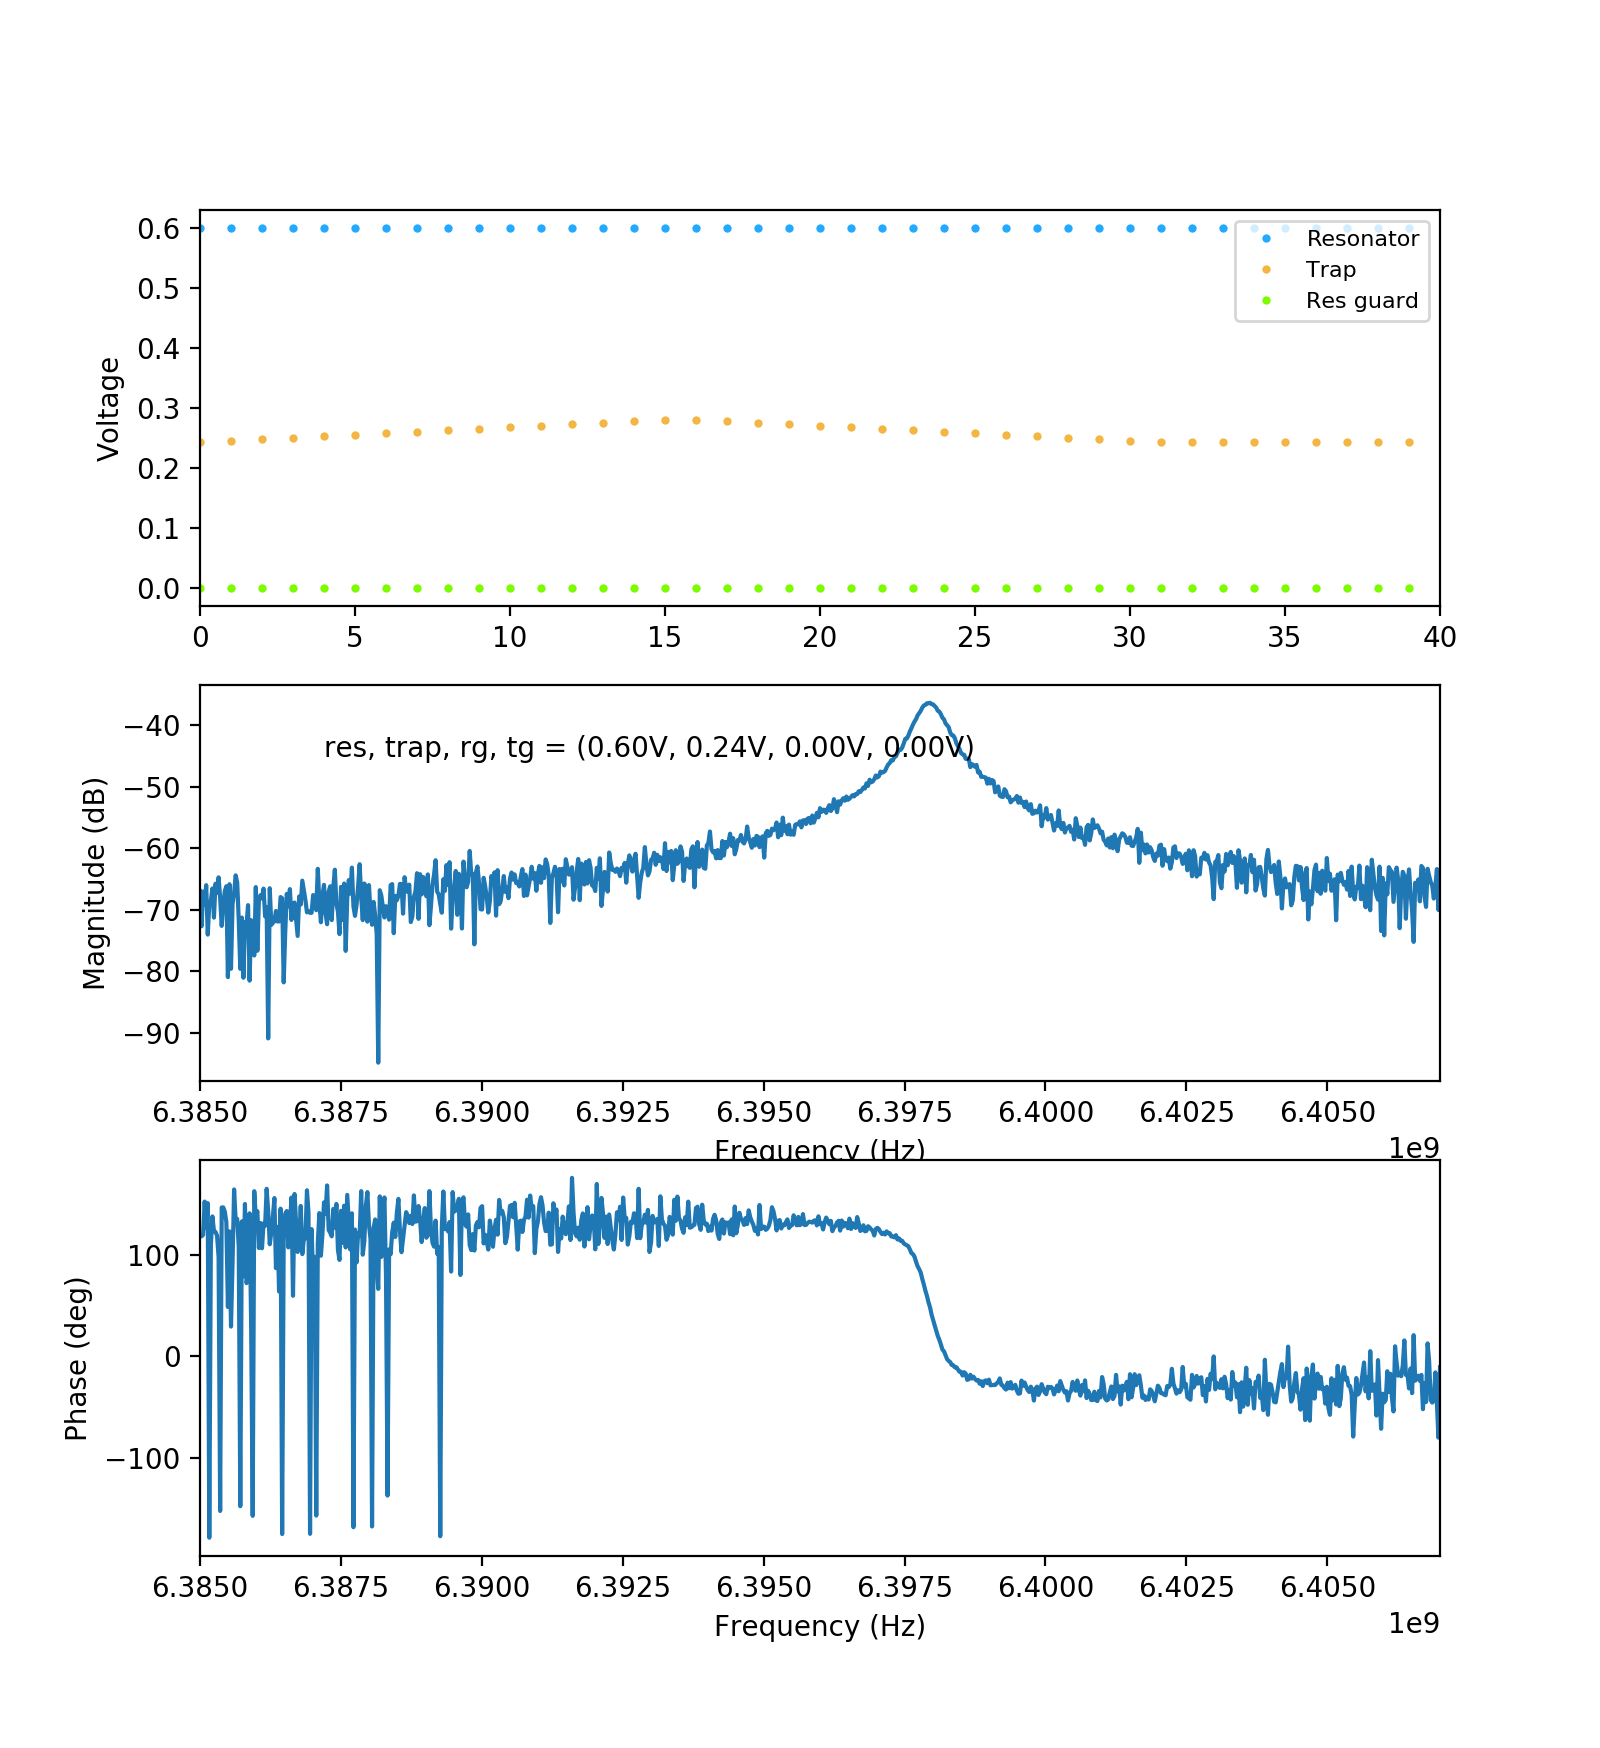 0.6
0.5
0.4
0.3
0.2
0.1
0.0
Voltage
Resonator
Trap
Res guard
0 5 10 15 20 25 30 35 40
−40
−50
−60
−70
−80
−90
Magnitude (dB)
res, trap, rg, tg = (0.60V, 0.24V, 0.00V, 0.00V)
6.3850 6.3875 6.3900 6.3925 6.3950 6.3975 6.4000 6.4025 6.4050
Frequency (Hz)
1e9
100
0
−100
Phase (deg)
6.3850 6.3875 6.3900 6.3925 6.3950 6.3975 6.4000 6.4025 6.4050
Frequency (Hz)
1e9